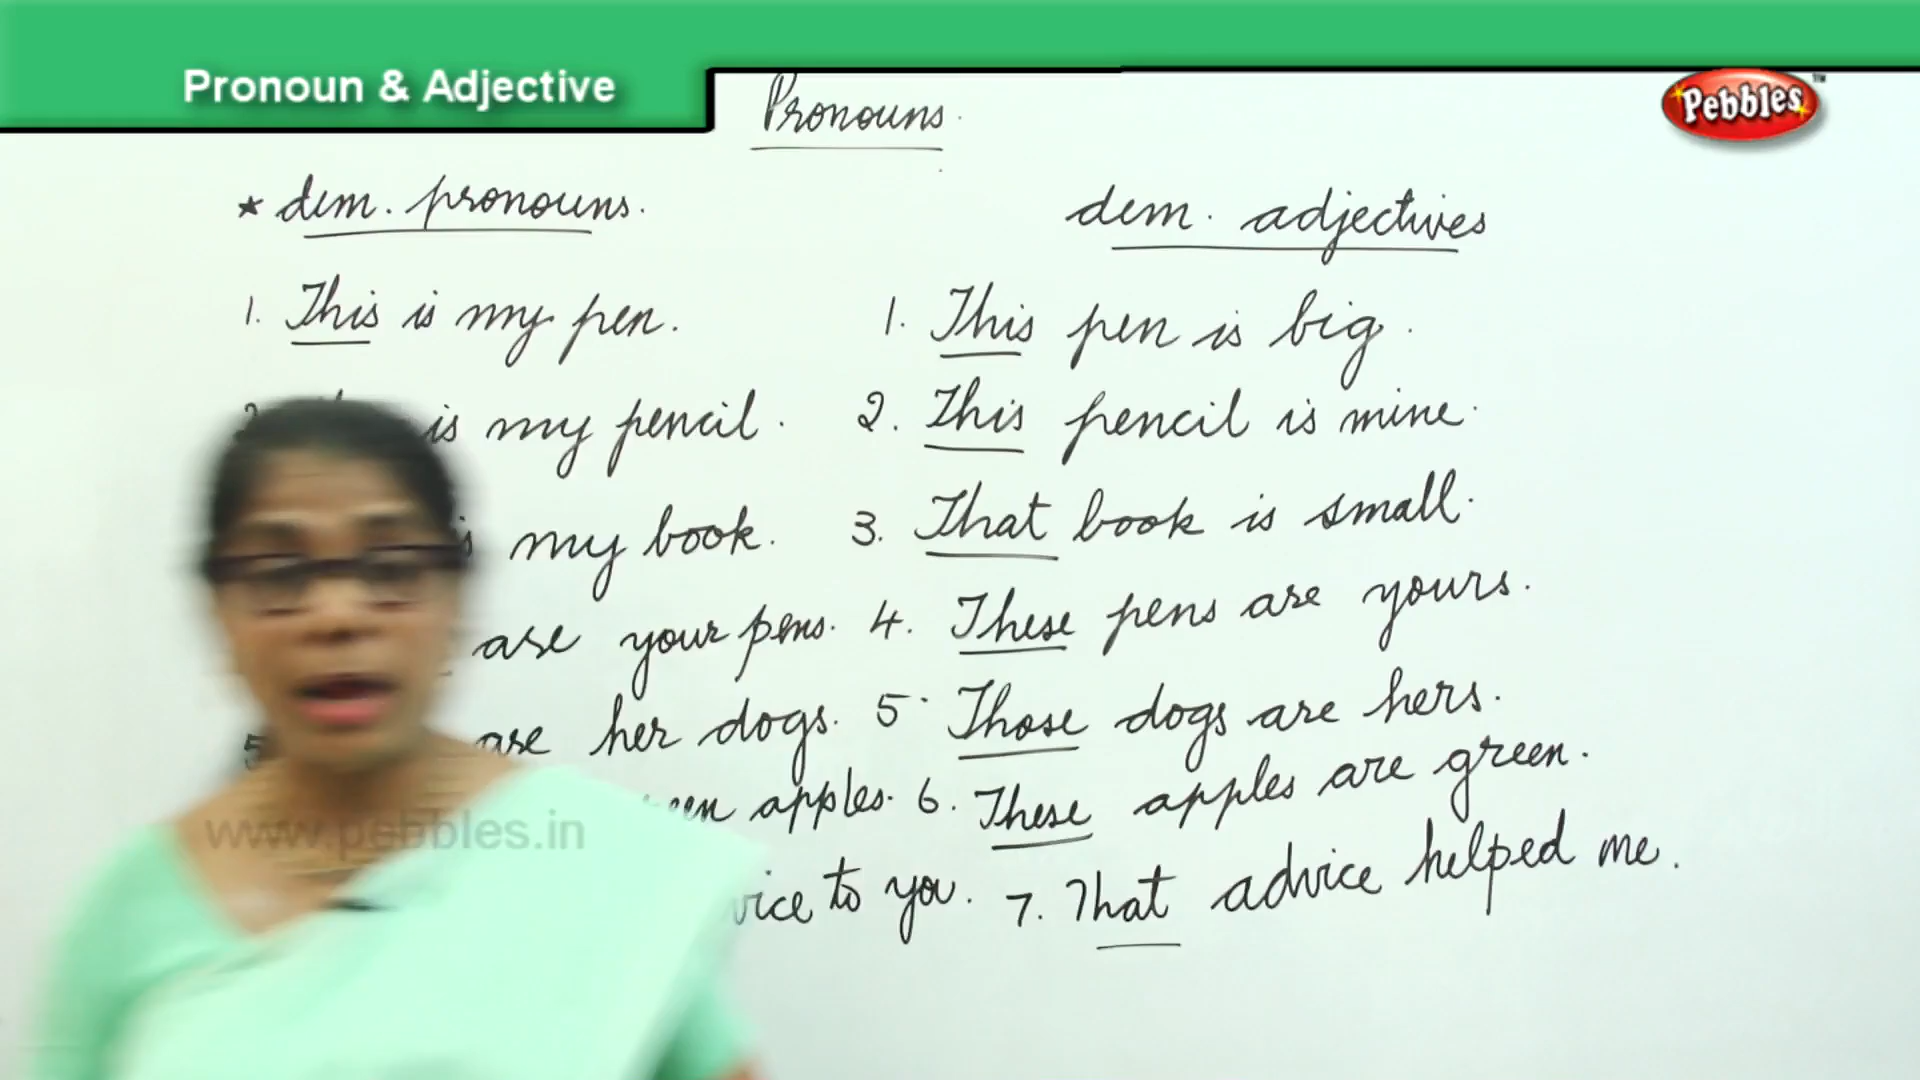 Pronoun & Adjective
Pebbles TM
Pronouns.
* dem. pronouns.
1. This is my pen.
is my pencil.
my book.
are your pens.
5 are her dogs.
apples.
to you.
dem. adjectives
1. This pen is big.
2. This pencil is mine.
3. That book is small.
4. These pens are yours.
5. Those dogs are hers.
6. These apples are green.
7. That advice helped me.
www.pebbles.in